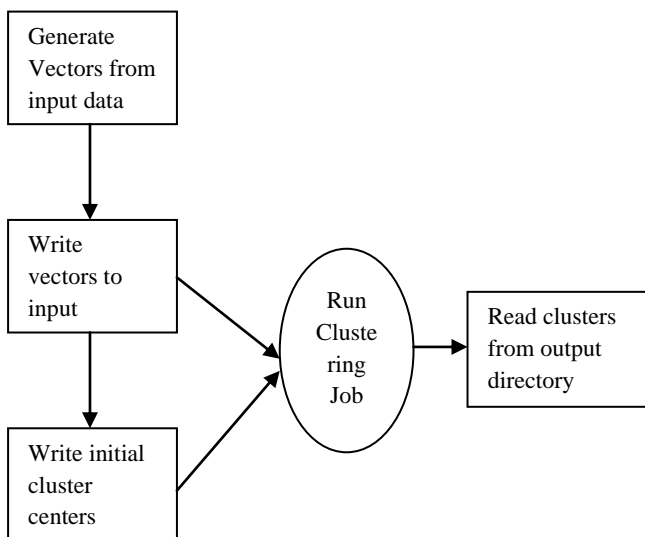 Generate
Vectors from
input data
Write
vectors to
input
Write initial
cluster
centers
Run
Cluste
ring
Job
Read clusters
from output
directory